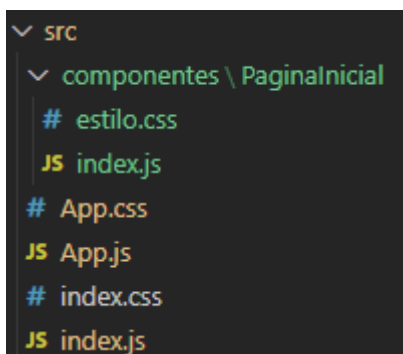 src
componentes \ PaginaInicial
# estilo.css
JS index.js
# App.css
JS App.js
# index.css
JS index.js